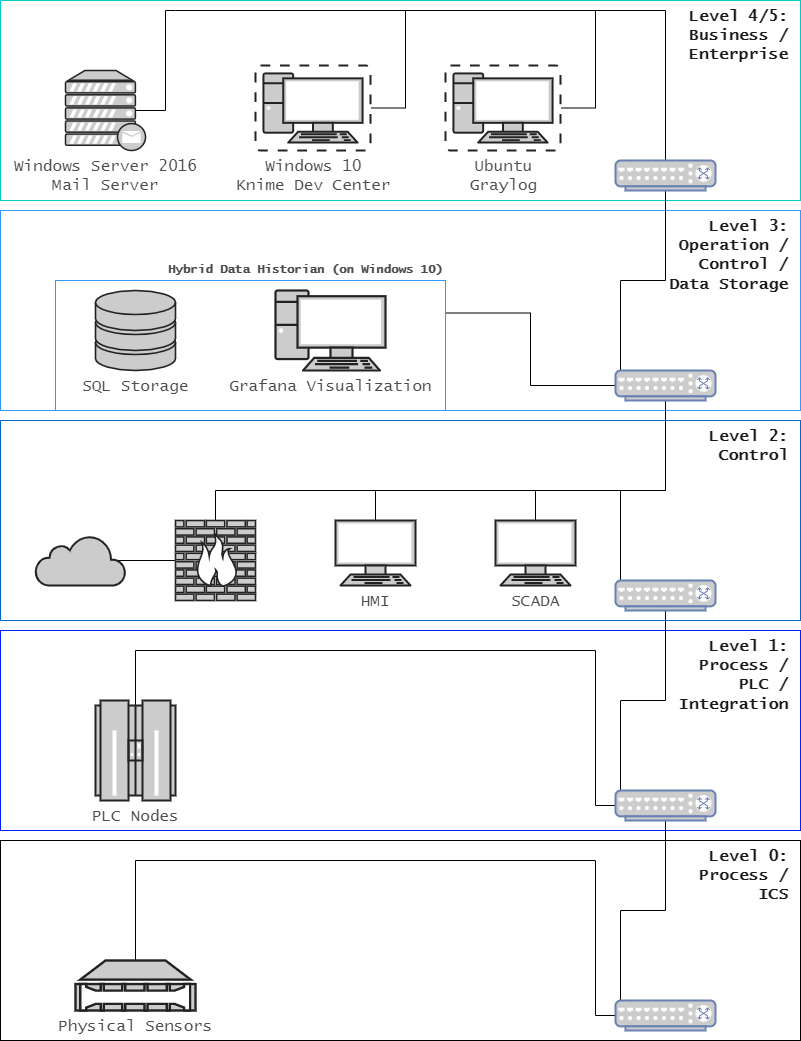 Level 4/5:
Business /
Enterprise
Windows Server 2016
Mail Server
Windows 10
Knime Dev Center
Ubuntu
Graylog
Level 3:
Operation /
Control /
Data Storage
Hybrid Data Historian (on Windows 10)
SQL Storage
Grafana Visualization
Level 2:
Control
HMI
SCADA
Level 1:
Process /
PLC /
Integration
PLC Nodes
Level 0:
Process /
ICS
Physical Sensors